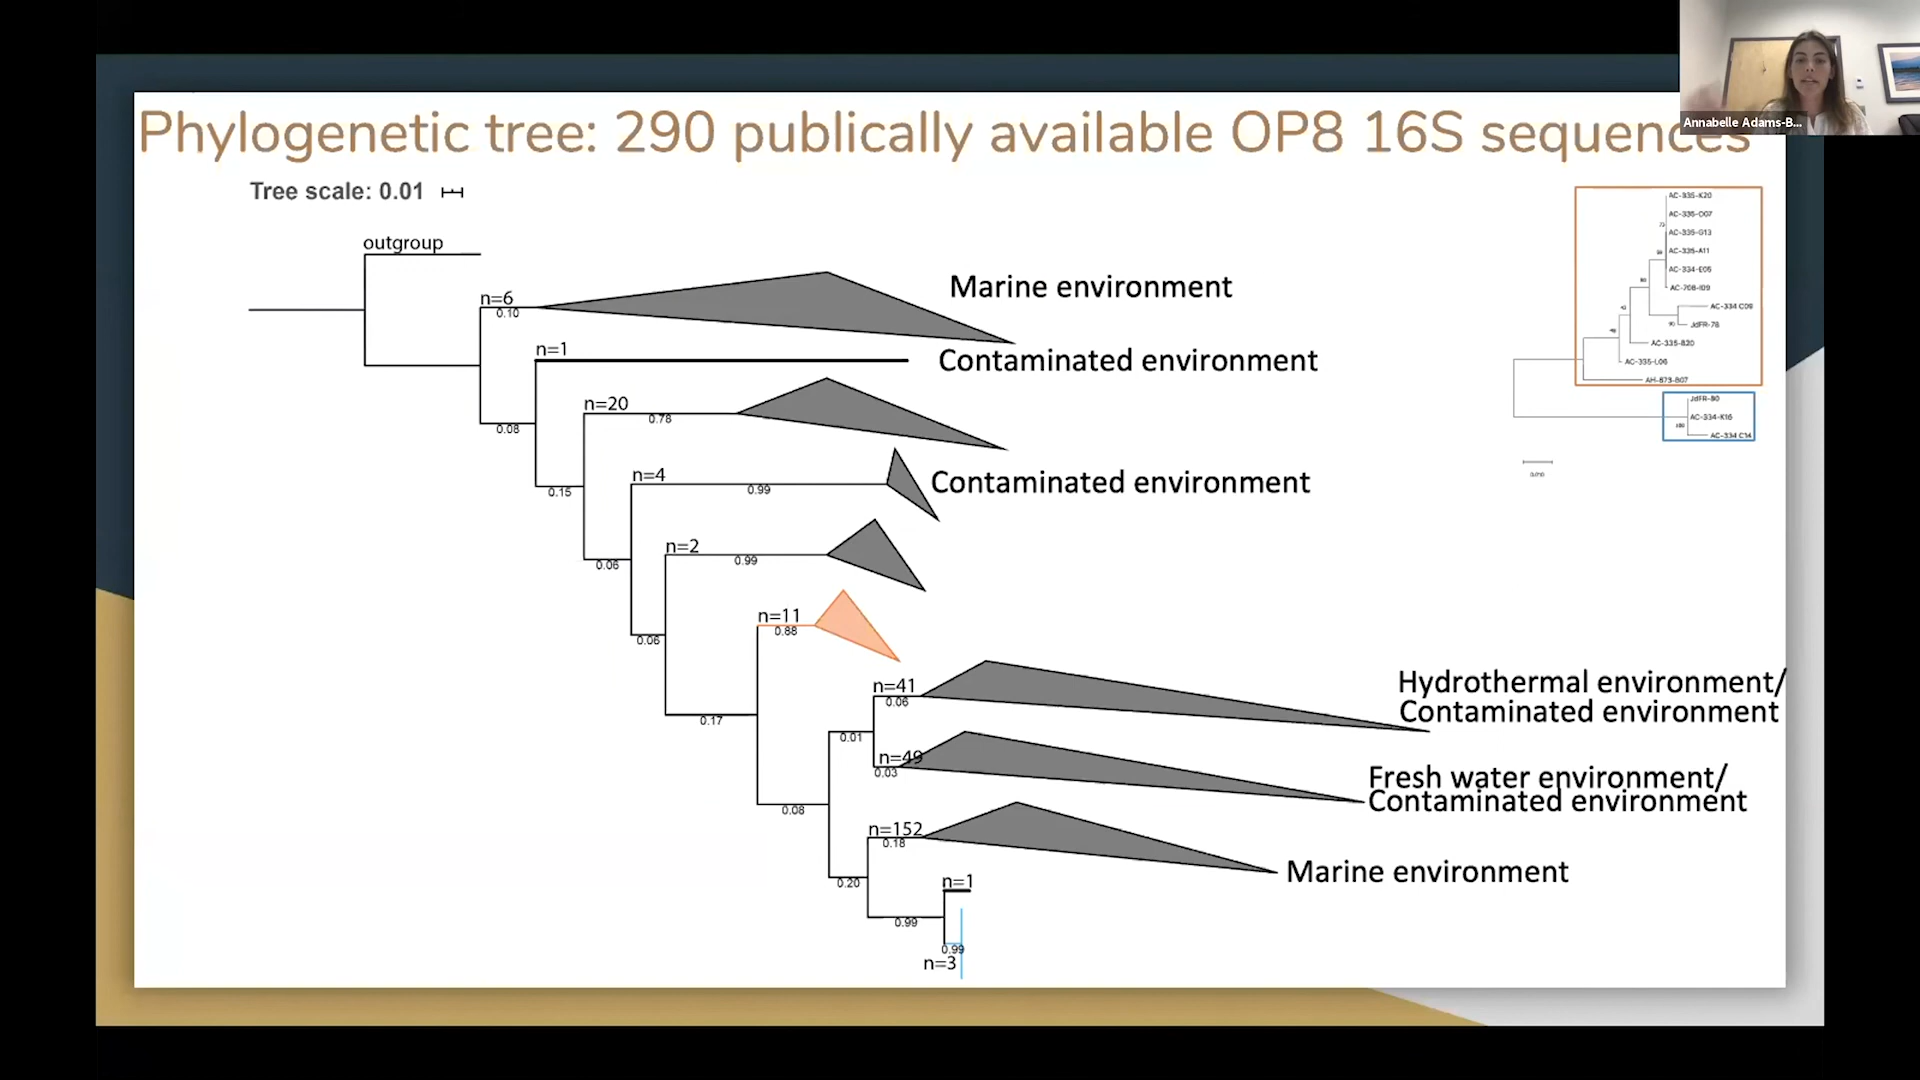 Annabelle Adams-B...
Phylogenetic tree: 290 publically available OP8 16S sequences
Tree scale: 0.01
outgroup
n=6
0.10
Marine environment
n=1
Contaminated environment
0.08
n=20
0.78
0.15
n=4
0.99
Contaminated environment
0.06
n=2
0.99
0.06
n=11
0.88
0.17
n=41
0.06
Hydrothermal environment/
Contaminated environment
0.01
n=49
0.03
Fresh water environment/
Contaminated environment
0.08
n=152
0.18
Marine environment
0.20
n=1
0.99
0.99
n=3
AC-335-K20
AC-335-O07
AC-335-G13
AC-335-A11
AC-334-E05
AC-708-I09
AC-334 C09
JdFR-78
AC-335-B20
AC-335-L06
AH-873-B07
JdFR-80
AC-334-K16
AC-334 C14